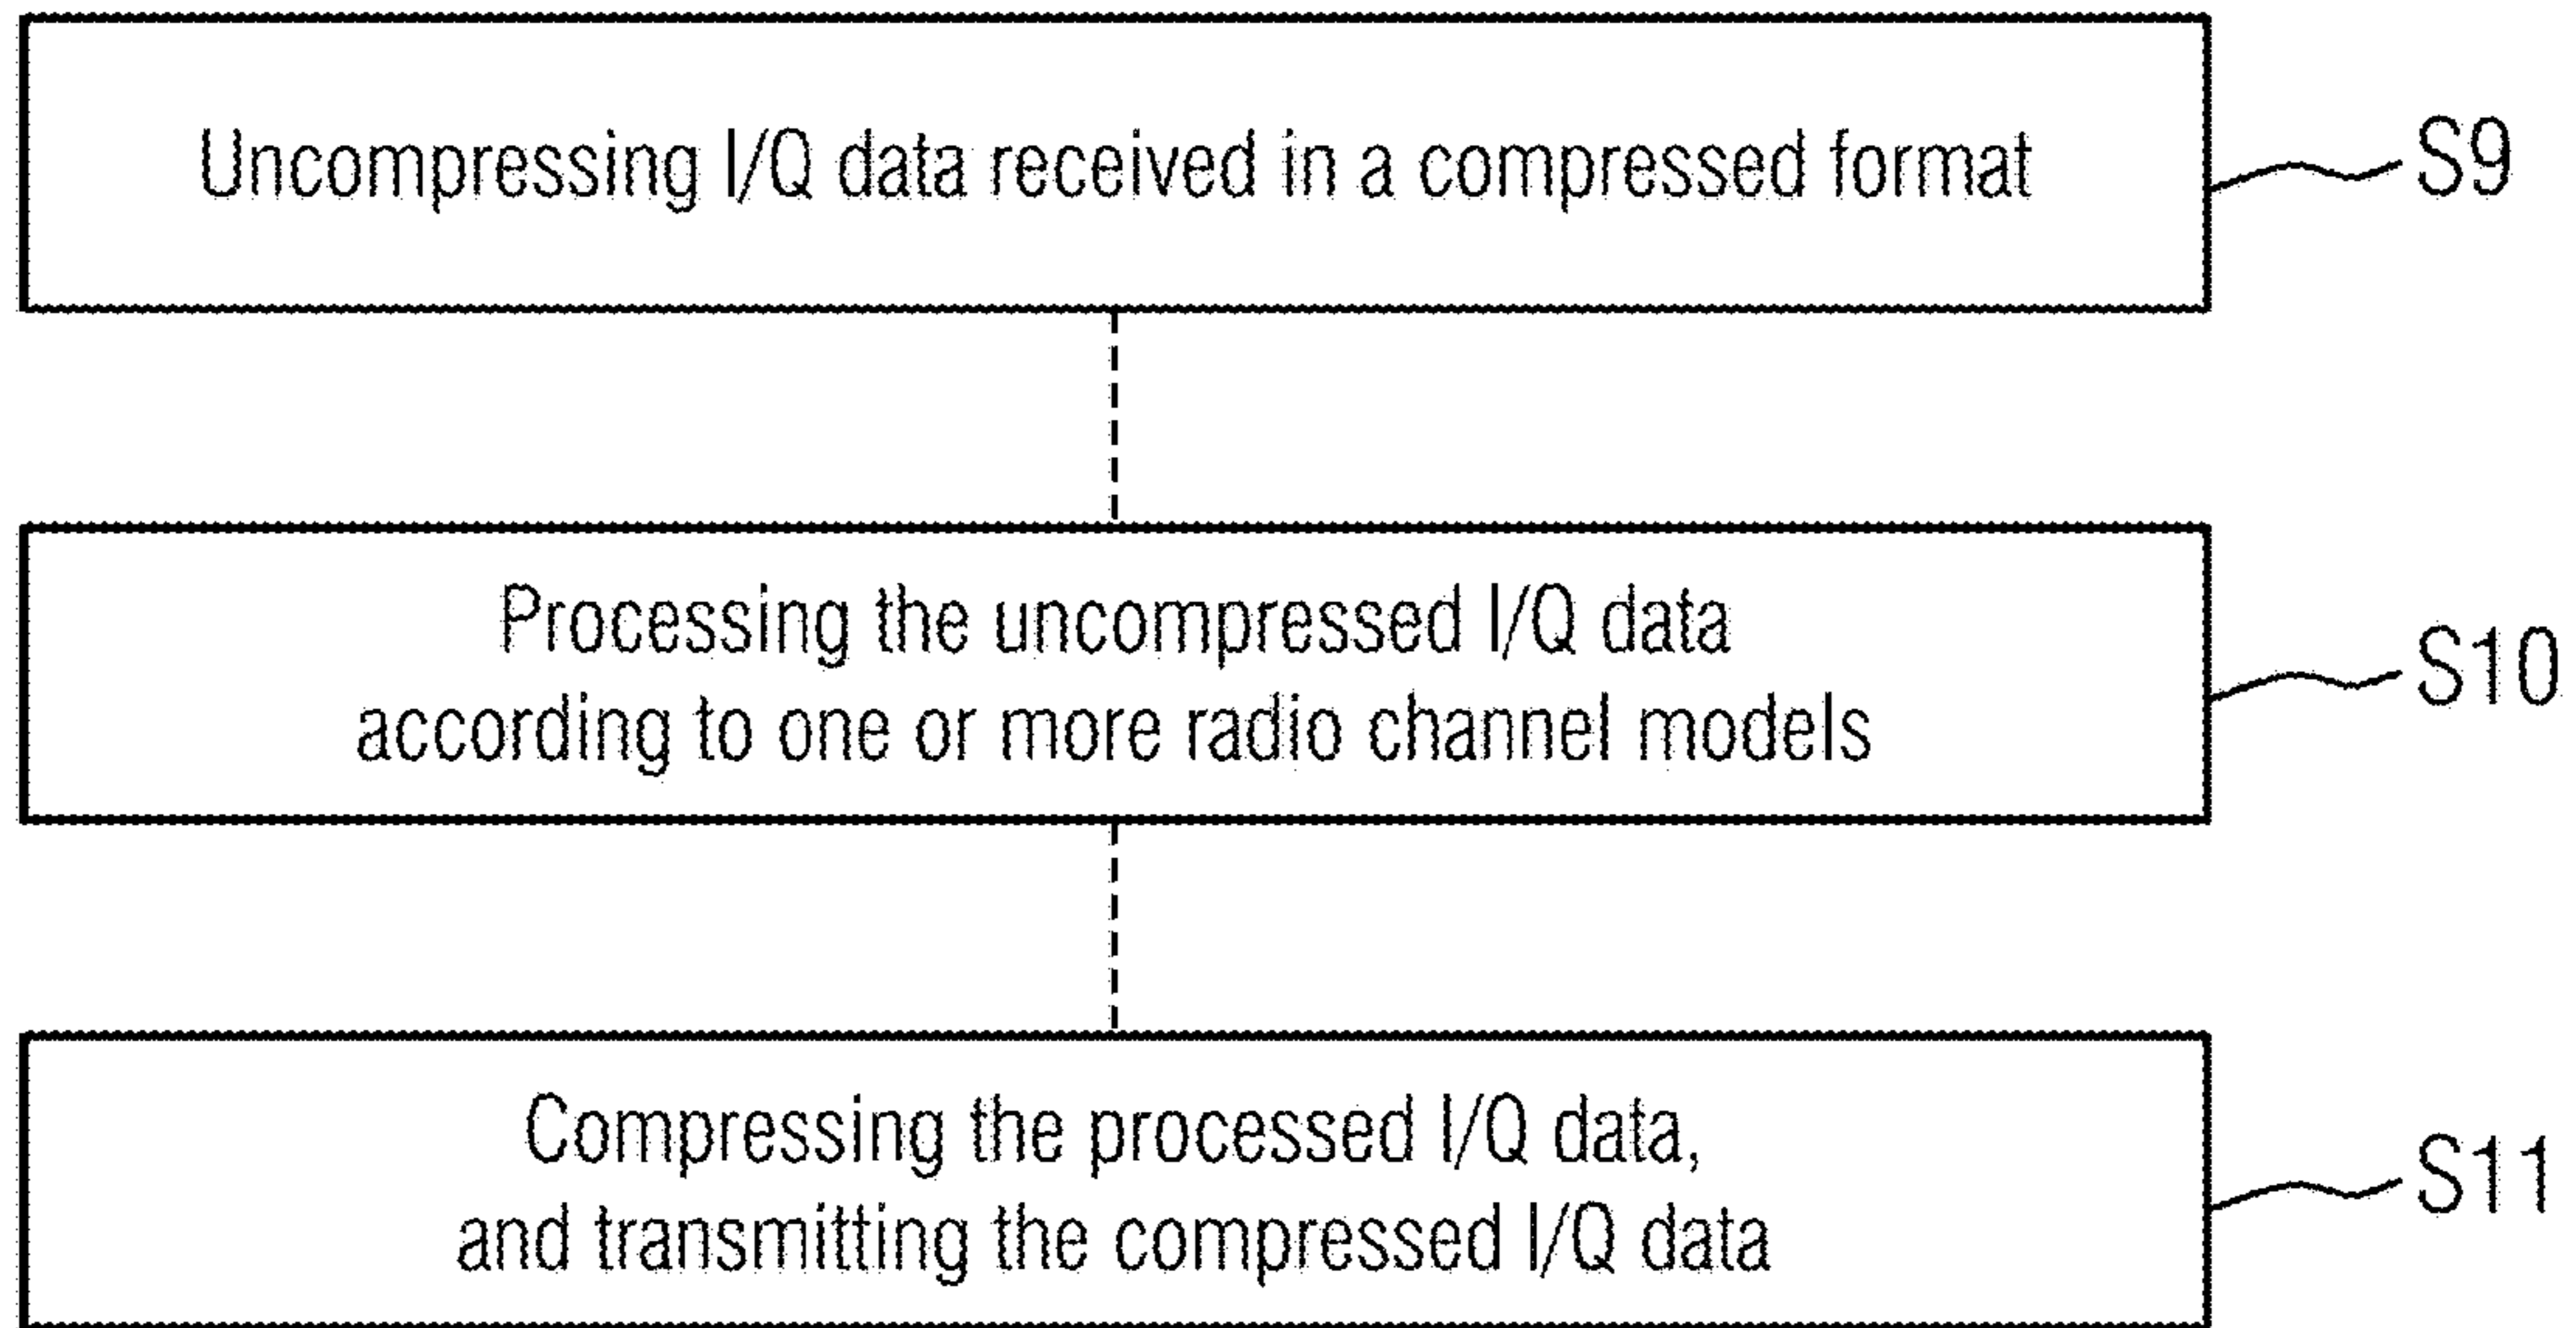 Uncompressing I/Q data received in a compressed format
S9
Processing the uncompressed I/Q data
according to one or more radio channel models
S10
Compressing the processed I/Q data,
and transmitting the compressed I/Q data
S11